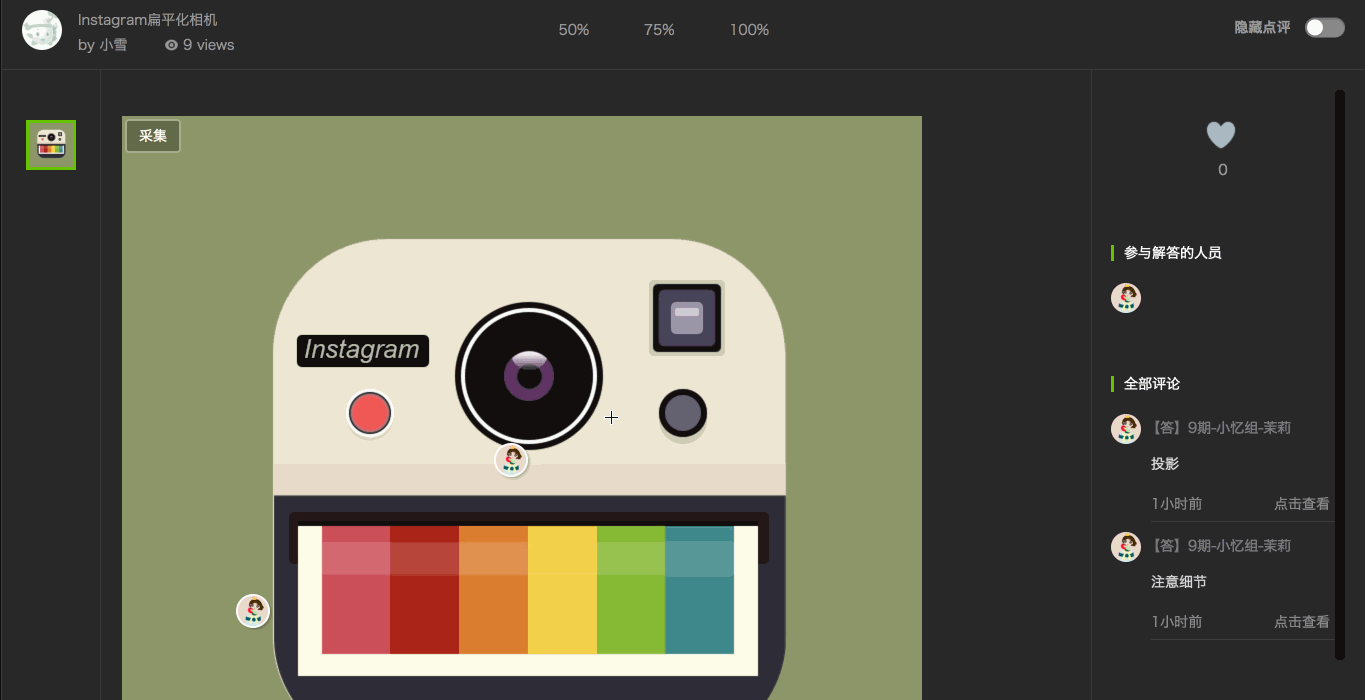 Instagram扁平化相机
by 小雪 9 views
50% 75% 100%
隐藏点评
采集
0
Instagram
参与解答的人员
全部评论
【答】9期-小忆组-茉莉
投影
1小时前 点击查看
【答】9期-小忆组-茉莉
注意细节
1小时前 点击查看